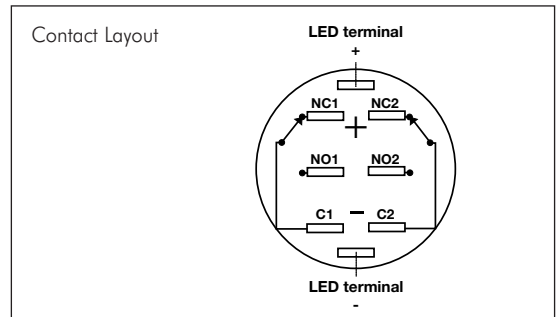 Contact Layout
LED terminal
+
NC1 NC2
+
NO1 NO2
C1 – C2
LED terminal
-